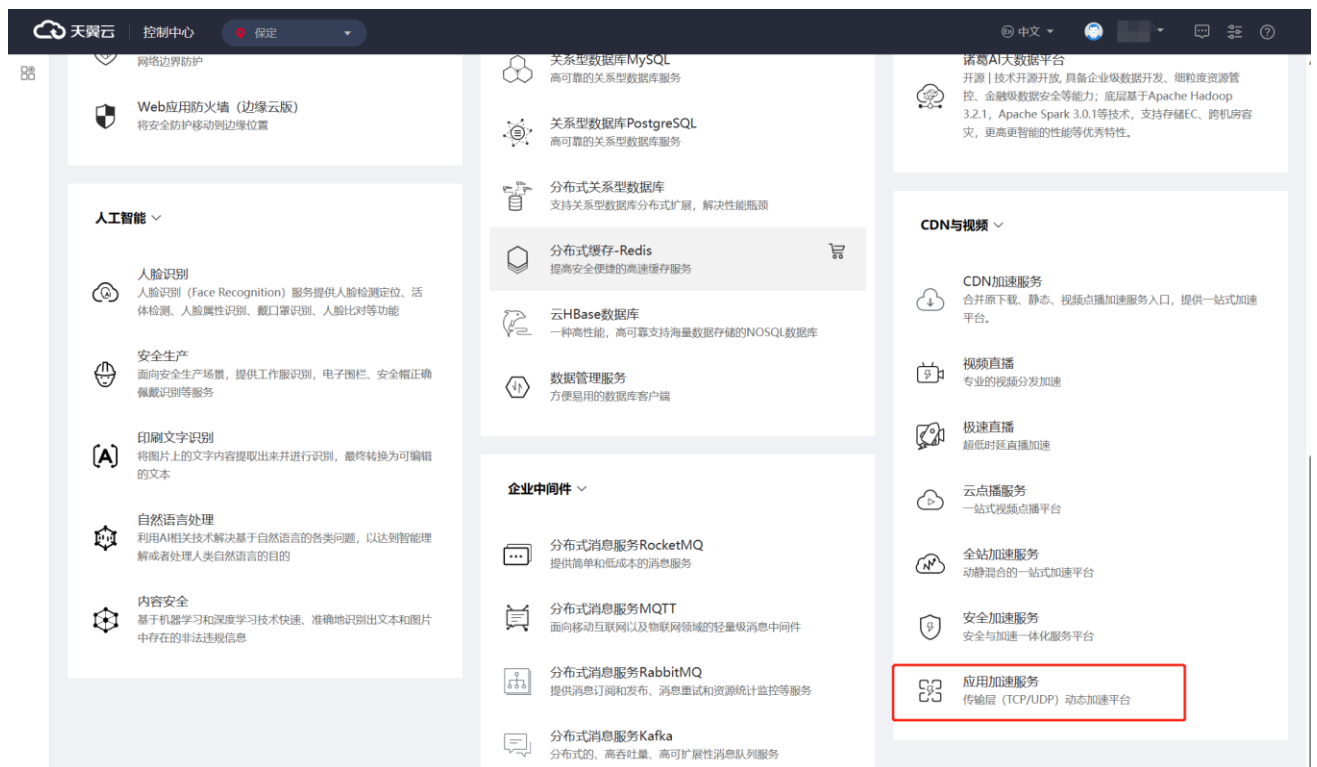 天翼云
控制中心
保定
En 中文
网络边界防护
Web应用防火墙（边缘云版）
将安全防护移动到边缘位置
人工智能
人脸识别
人脸识别（Face Recognition）服务提供人脸检测定位、活
体检测、人脸属性识别、戴口罩识别、人脸比对等功能
安全生产
面向安全生产场景，提供工作服识别，电子围栏、安全帽正确
佩戴识别等服务
印刷文字识别
将图片上的文字内容提取出来并进行识别，最终转换为可编辑
的文本
自然语言处理
利用AI相关技术解决基于自然语言的各类问题，以达到智能理
解或者处理人类自然语言的目的
内容安全
基于机器学习和深度学习技术快速、准确地识别出文本和图片
中存在的非法违规信息
关系型数据库MySQL
高可靠的关系型数据库服务
关系型数据库PostgreSQL
高可靠的关系型数据库服务
分布式关系型数据库
支持关系型数据库分布式扩展，解决性能瓶颈
分布式缓存-Redis
提高安全便捷的高速缓存服务
云HBase数据库
一种高性能，高可靠支持海量数据存储的NOSQL数据库
数据管理服务
方便易用的数据库客户端
企业中间件
分布式消息服务RocketMQ
提供简单和低成本的消息服务
分布式消息服务MQTT
面向移动互联网以及物联网领域的轻量级消息中间件
分布式消息服务RabbitMQ
提供消息订阅和发布、消息重试和资源统计监控等服务
分布式消息服务Kafka
分布式的、高吞吐量、高可扩展性消息队列服务
诸葛AI大数据平台
开源 | 技术开源开放, 具备企业级数据开发、细粒度资源管
控、金融级数据安全等能力；底层基于Apache Hadoop
3.2.1，Apache Spark 3.0.1等技术，支持存储EC、跨机房容
灾，更高更智能的性能等优秀特性。
CDN与视频
CDN加速服务
合并原下载、静态、视频点播加速服务入口，提供一站式加速
平台。
视频直播
专业的视频分发加速
极速直播
超低时延直播加速
云点播服务
一站式视频点播平台
全站加速服务
动静混合的一站式加速平台
安全加速服务
安全与加速一体化服务平台
应用加速服务
传输层（TCP/UDP）动态加速平台